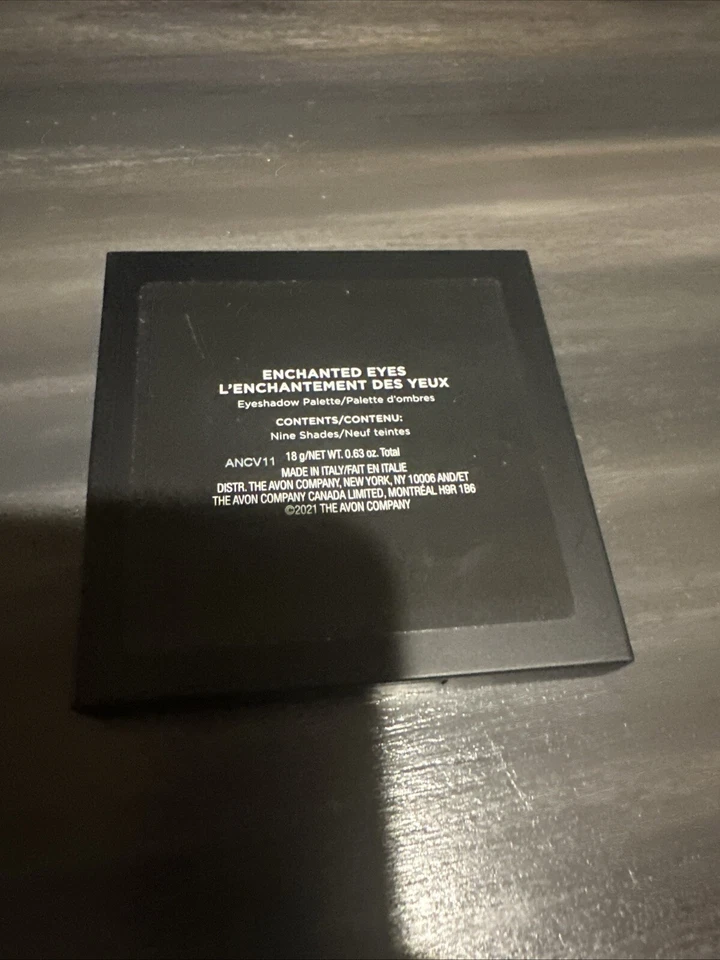 ENCHANTED EYES
L'ENCHANTEMENT DES YEUX
Eyeshadow Palette/Palette d'ombres
CONTENTS/CONTENU:
Nine Shades/Neuf teintes
ANCV11 18 g/NET WT. 0.63 oz. Total
MADE IN ITALY/FAIT EN ITALIE
DISTR. THE AVON COMPANY, NEW YORK, NY 10006 AND/ET
THE AVON COMPANY CANADA LIMITED, MONTRÉAL H9R 1B6
©2021 THE AVON COMPANY